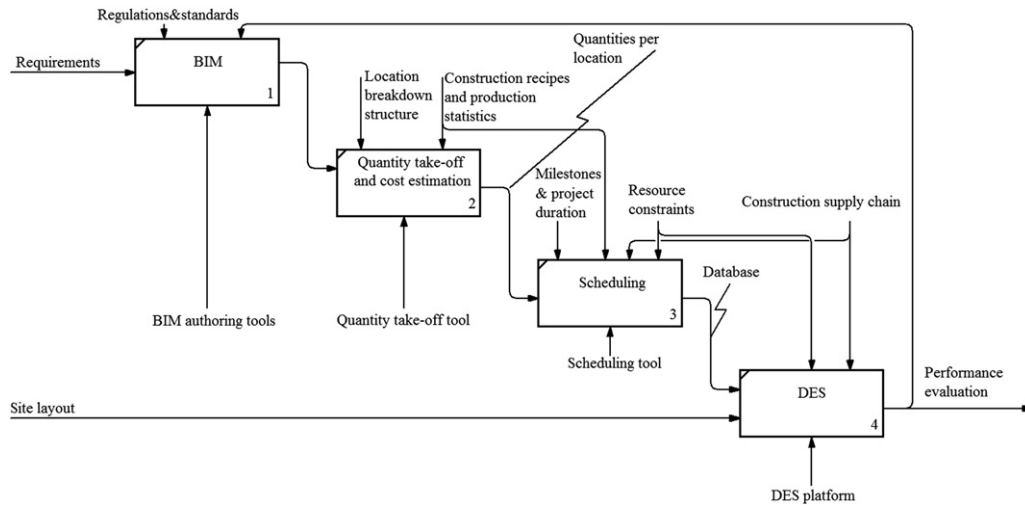 Regulations&standards
Requirements
BIM
1
Quantities per
location
Location
breakdown
structure
Construction recipes
and production
statistics
Quantity take-off
and cost estimation
2
Milestones
& project
duration
Resource
constraints
Construction supply chain
Scheduling
3
Database
BIM authoring tools
Quantity take-off tool
Scheduling tool
Performance
evaluation
DES
4
Site layout
DES platform